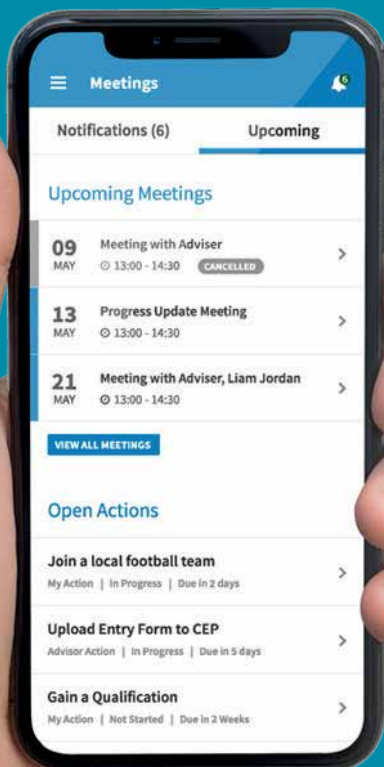 Meetings
6
Notifications (6)
Upcoming
Upcoming Meetings
09
MAY
Meeting with Adviser
13:00 - 14:30
CANCELLED
13
MAY
Progress Update Meeting
13:00 - 14:30
21
MAY
Meeting with Adviser, Liam Jordan
13:00 - 14:30
VIEW ALL MEETINGS
Open Actions
Join a local football team
My Action | In Progress | Due in 2 days
Upload Entry Form to CEP
Advisor Action | In Progress | Due in 5 days
Gain a Qualification
My Action | Not Started | Due in 2 Weeks